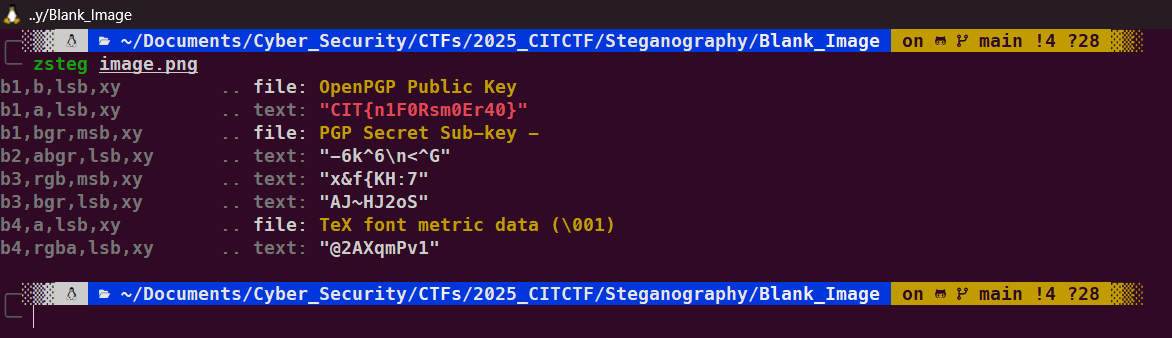 ..y/Blank_Image
~/Documents/Cyber_Security/CTFs/2025_CITCTF/Steganography/Blank_Image on main !4 ?28
zsteg image.png
b1,b,lsb,xy .. file: OpenPGP Public Key
b1,a,lsb,xy .. text: "CIT{n1F0Rsm0Er40}"
b1,bgr,msb,xy .. file: PGP Secret Sub-key -
b2,abgr,lsb,xy .. text: "-6k^6\n<^G"
b3,rgb,msb,xy .. text: "x&f{KH:7"
b3,bgr,lsb,xy .. text: "AJ~HJ2oS"
b4,a,lsb,xy .. file: TeX font metric data (\001)
b4,rgba,lsb,xy .. text: "@2AXqmPv1"
~/Documents/Cyber_Security/CTFs/2025_CITCTF/Steganography/Blank_Image on main !4 ?28